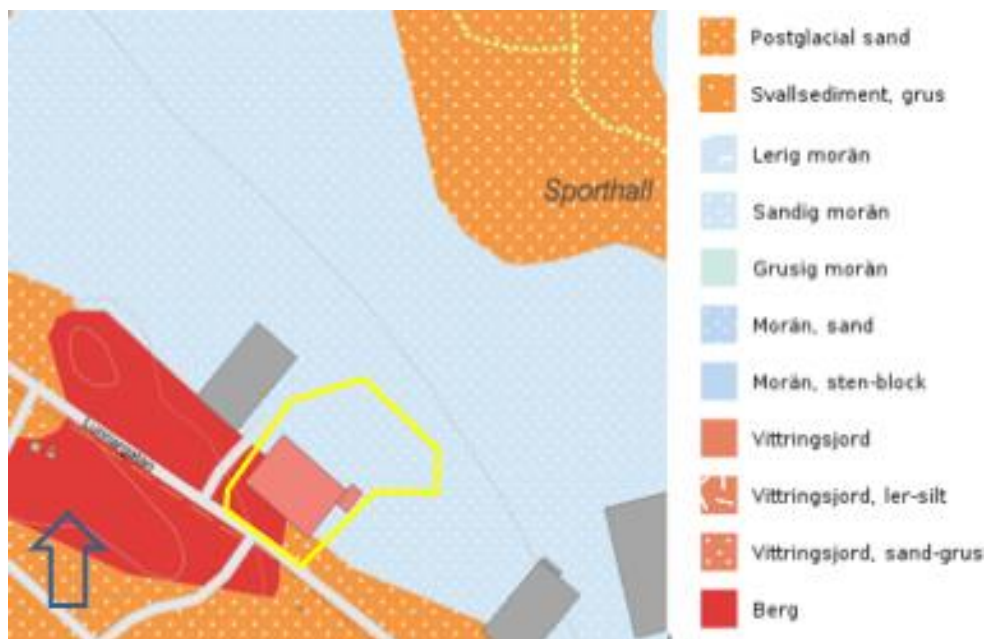 Postglacial sand
Svallsediment, grus
Lerig morän
Sandig morän
Grusig morän
Morän, sand
Morän, sten-block
Vittringsjord
Vittringsjord, ler-silt
Vittringsjord, sand-grus
Berg
Sporthall